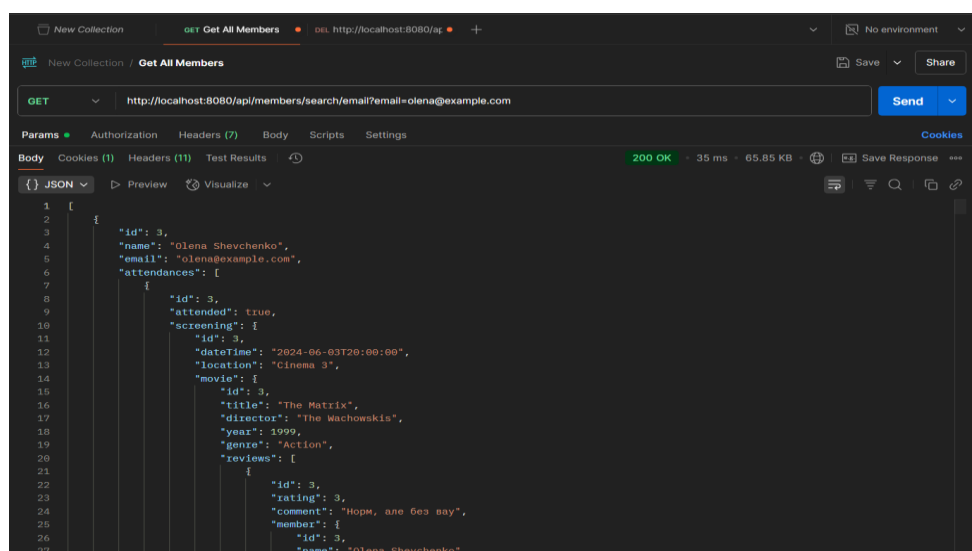 New Collection GET Get All Members DEL http://localhost:8080/ap No environment
HTTP New Collection / Get All Members Save Share
GET http://localhost:8080/api/members/search/email?email=olena@example.com Send
Params Authorization Headers (7) Body Scripts Settings Cookies
Body Cookies (1) Headers (11) Test Results 200 OK 35 ms 65.85 KB Save Response
{} JSON Preview Visualize
1 [
2 {
3 "id": 3,
4 "name": "Olena Shevchenko",
5 "email": "olena@example.com",
6 "attendances": [
7 {
8 "id": 3,
9 "attended": true,
10 "screening": {
11 "id": 3,
12 "dateTime": "2024-06-03T20:00:00",
13 "location": "Cinema 3",
14 "movie": {
15 "id": 3,
16 "title": "The Matrix",
17 "director": "The Wachowskis",
18 "year": 1999,
19 "genre": "Action",
20 "reviews": [
21 {
22 "id": 3,
23 "rating": 3,
24 "comment": "Норм, але без вау",
25 "member": {
26 "id": 3,
27 "name": "Olena Shevchenko"